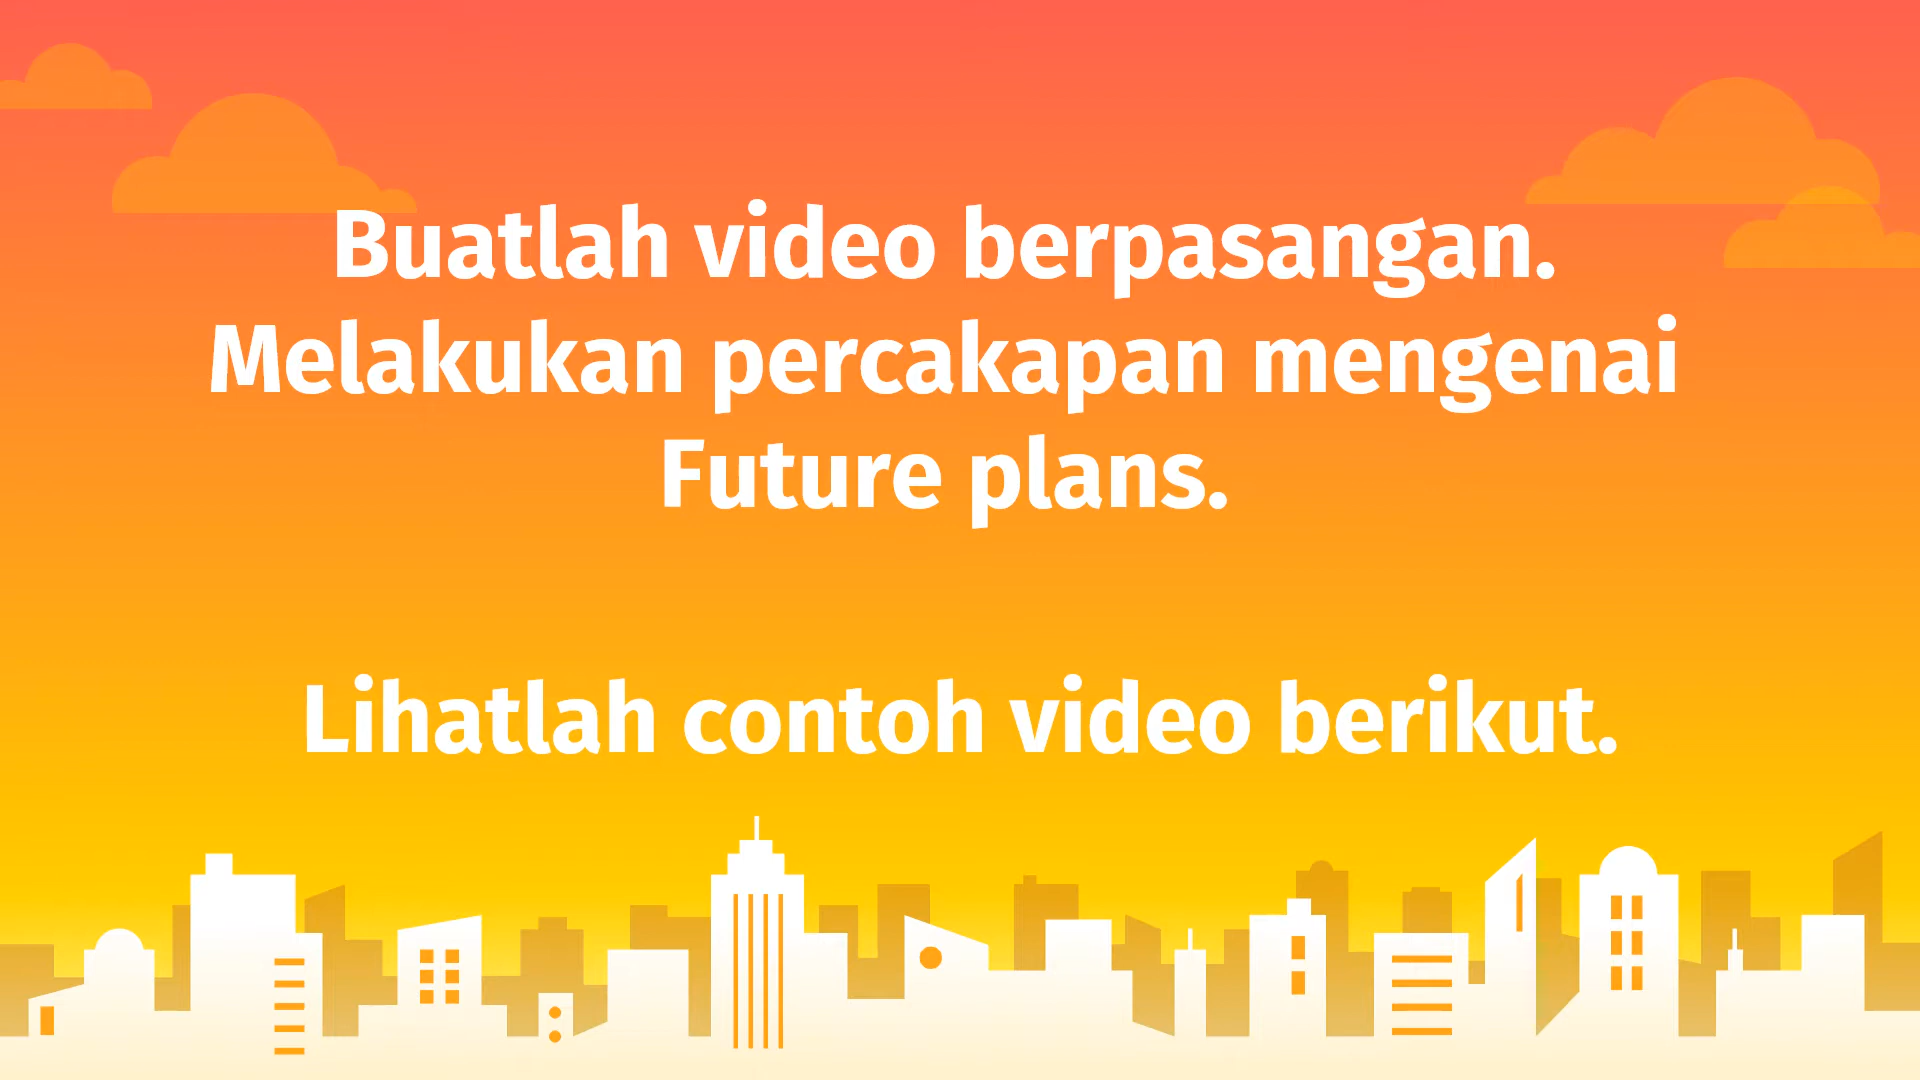 Buatlah video berpasangan.
Melakukan percakapan mengenai
Future plans.
Lihatlah contoh video berikut.